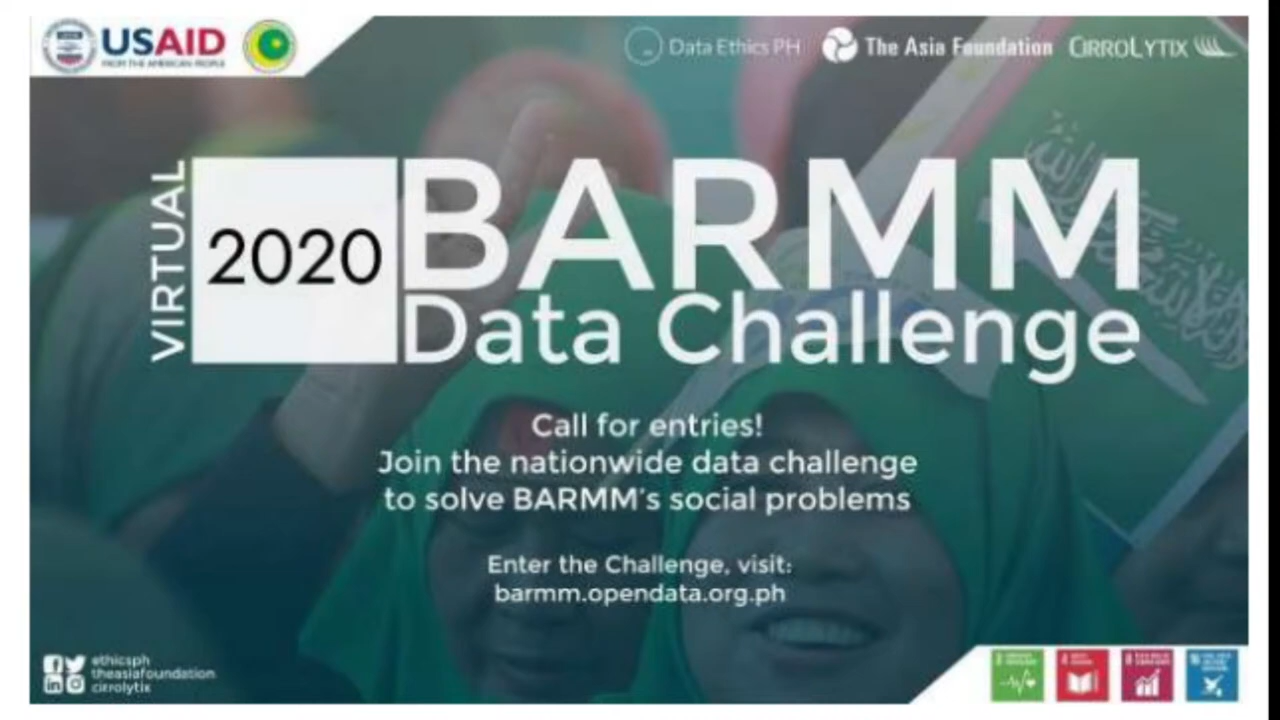 USAID
FROM THE AMERICAN PEOPLE
Data Ethics PH
The Asia Foundation
CIRROLYTIX
VIRTUAL
2020
BARMM
Data Challenge
Call for entries!
Join the nationwide data challenge
to solve BARMM's social problems
Enter the Challenge, visit:
barmm.opendata.org.ph
ethicsph
theasiafoundation
cirrolytix